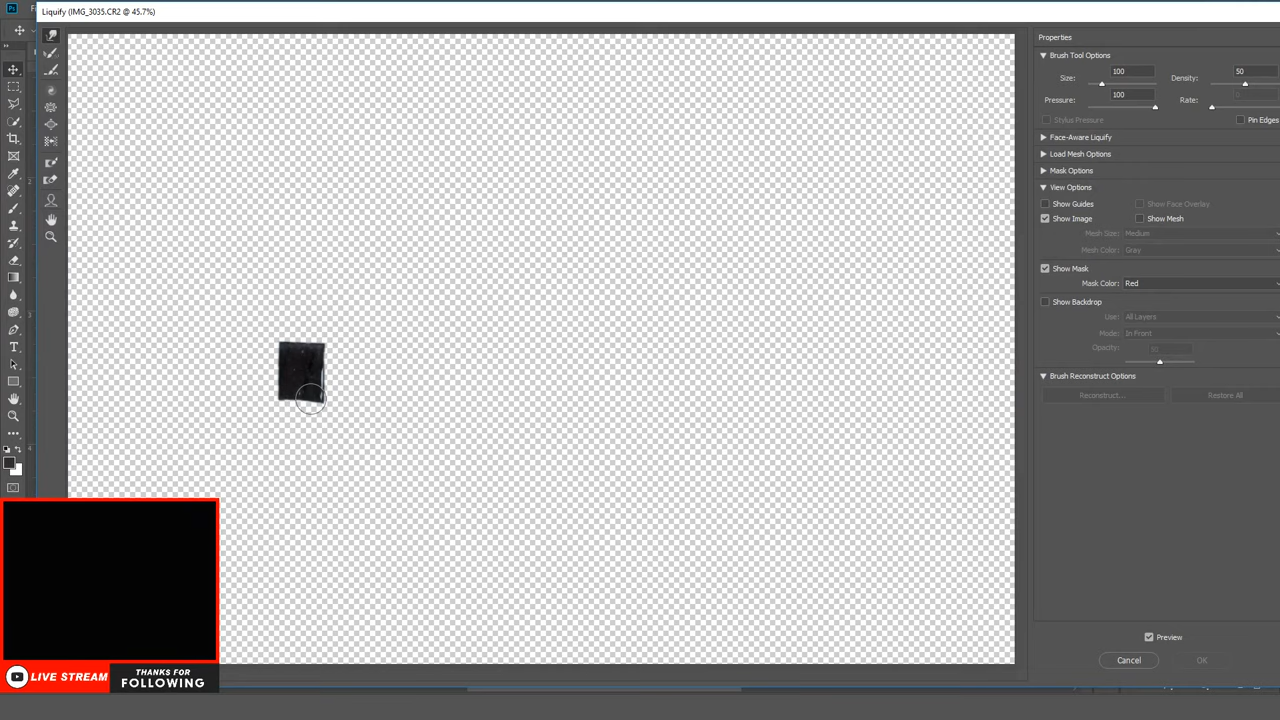 Liquify (IMG_3035.CR2 @ 45.7%)
Properties
Brush Tool Options
Size: 100 Density: 50
Pressure: 100 Rate: 0
Stylus Pressure Pin Edges
Face-Aware Liquify
Load Mesh Options
Mask Options
View Options
Show Guides Show Face Overlay
Show Image Show Mesh
Mesh Size: Medium
Mesh Color: Gray
Show Mask
Mask Color: Red
Show Backdrop
Use: All Layers
Mode: In Front
Opacity:
Brush Reconstruct Options
Reconstruct... Restore All
Preview
Cancel OK
LIVE STREAM THANKS FOR
FOLLOWING